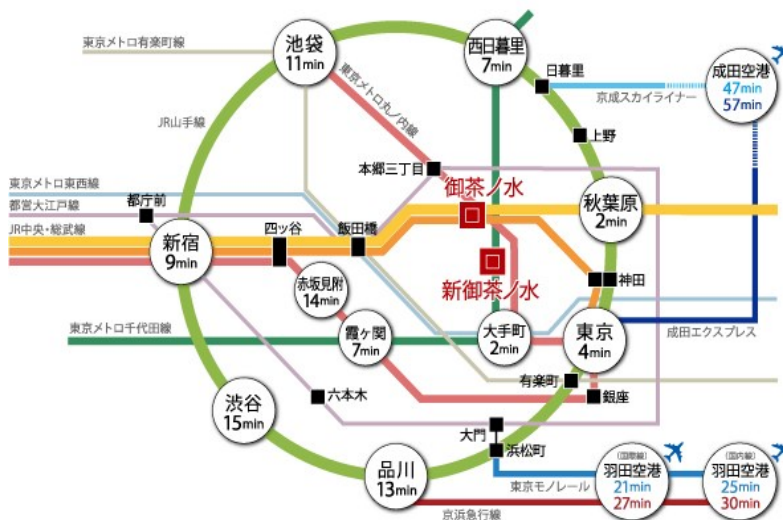 東京メトロ有楽町線
池袋
11min
西日暮里
7min
日暮里
成田空港
47min
57min
京成スカイライナー
JR山手線
東京メトロ丸ノ内線
上野
本郷三丁目
東京メトロ東西線
都庁前
都営大江戸線
御茶ノ水
秋葉原
2min
JR中央・総武線
新宿
9min
四ッ谷
飯田橋
新御茶ノ水
神田
赤坂見附
14min
東京メトロ千代田線
霞ヶ関
7min
大手町
2min
東京
4min
成田エクスプレス
有楽町
銀座
六本木
渋谷
15min
大門
浜松町
品川
13min
東京モノレール
京浜急行線
(国際線)
羽田空港
21min
27min
(国内線)
羽田空港
25min
30min